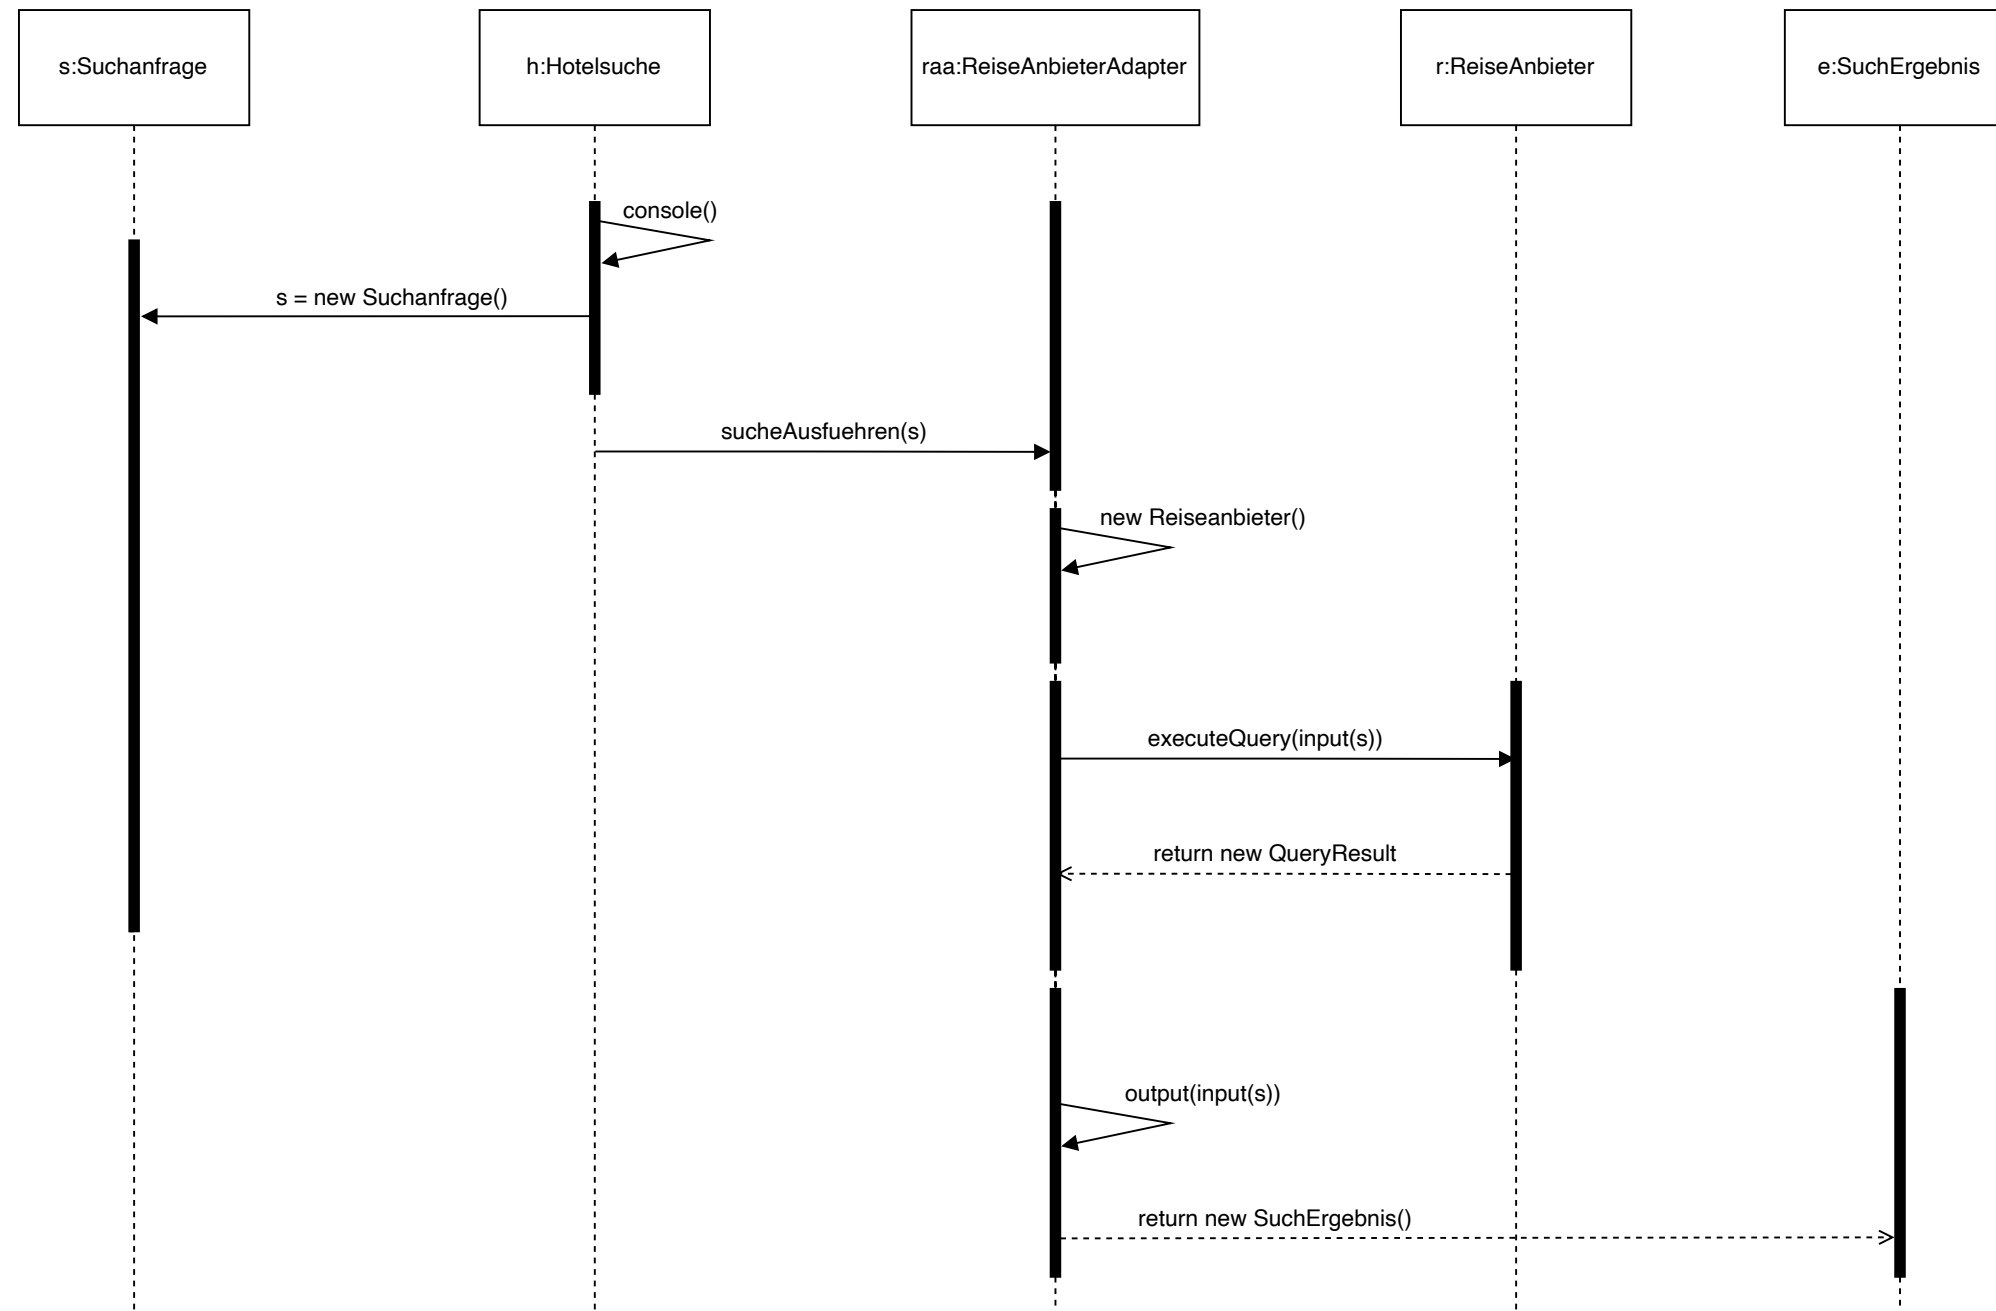 s:Suchanfrage
h:Hotelsuche
raa:ReiseAnbieterAdapter
r:ReiseAnbieter
e:SuchErgebnis
console()
s = new Suchanfrage()
sucheAusfuehren(s)
new Reiseanbieter()
executeQuery(input(s))
return new QueryResult
output(input(s))
return new SuchErgebnis()